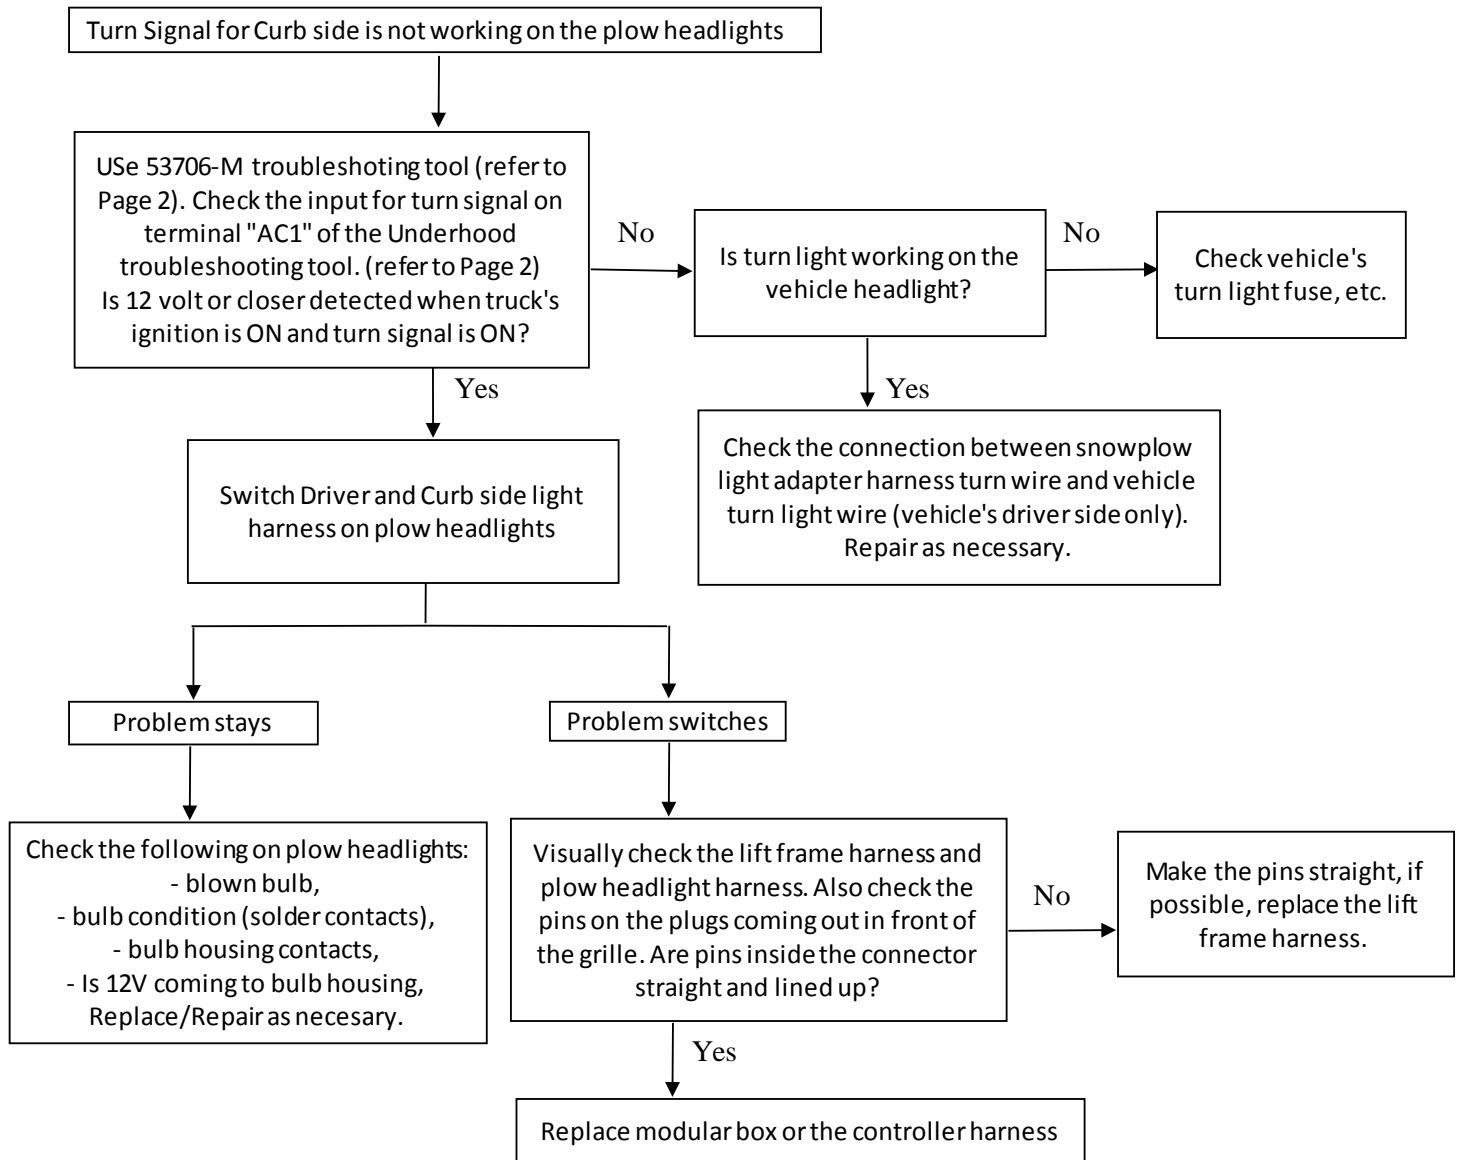 Turn Signal for Curb side is not working on the plow headlights
USe 53706-M troubleshoting tool (refer to
Page 2). Check the input for turn signal on
terminal "AC1" of the Underhood
troubleshooting tool. (refer to Page 2)
Is 12 volt or closer detected when truck's
ignition is ON and turn signal is ON?
No
Is turn light working on the
vehicle headlight?
No
Check vehicle's
turn light fuse, etc.
Yes
Yes
Switch Driver and Curb side light
harness on plow headlights
Check the connection between snowplow
light adapter harness turn wire and vehicle
turn light wire (vehicle's driver side only).
Repair as necessary.
Problem stays
Problem switches
Check the following on plow headlights:
- blown bulb,
- bulb condition (solder contacts),
- bulb housing contacts,
- Is 12V coming to bulb housing,
Replace/Repair as necesary.
Visually check the lift frame harness and
plow headlight harness. Also check the
pins on the plugs coming out in front of
the grille. Are pins inside the connector
straight and lined up?
No
Make the pins straight, if
possible, replace the lift
frame harness.
Yes
Replace modular box or the controller harness